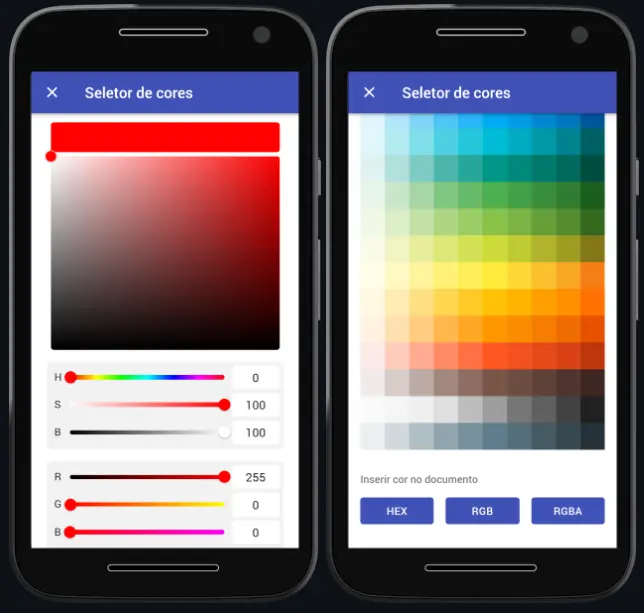 Seletor de cores
H 0
S 100
B 100
R 255
G 0
B 0
Seletor de cores
Inserir cor no documento
HEX RGB RGBA